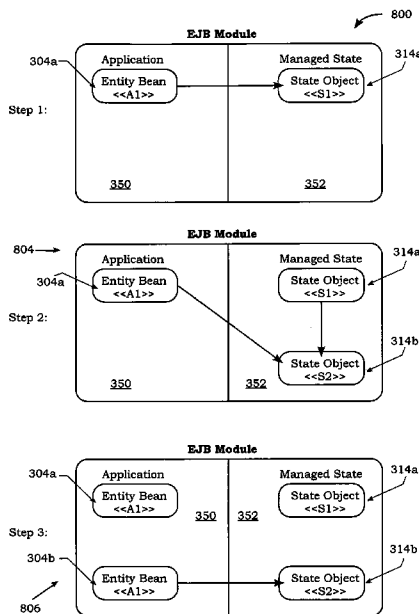 800
EJB Module
Application
Managed State
304a
314a
Entity Bean
<<A1>>
State Object
<<S1>>
Step 1:
350
352
EJB Module
804
Application
Managed State
314a
304a
Entity Bean
<<A1>>
State Object
<<S1>>
Step 2:
314b
State Object
<<S2>>
350
352
EJB Module
304a
Application
Managed State
314a
Entity Bean
<<A1>>
State Object
<<S1>>
350
352
Step 3:
304b
314b
Entity Bean
<<A1>>
State Object
<<S2>>
806